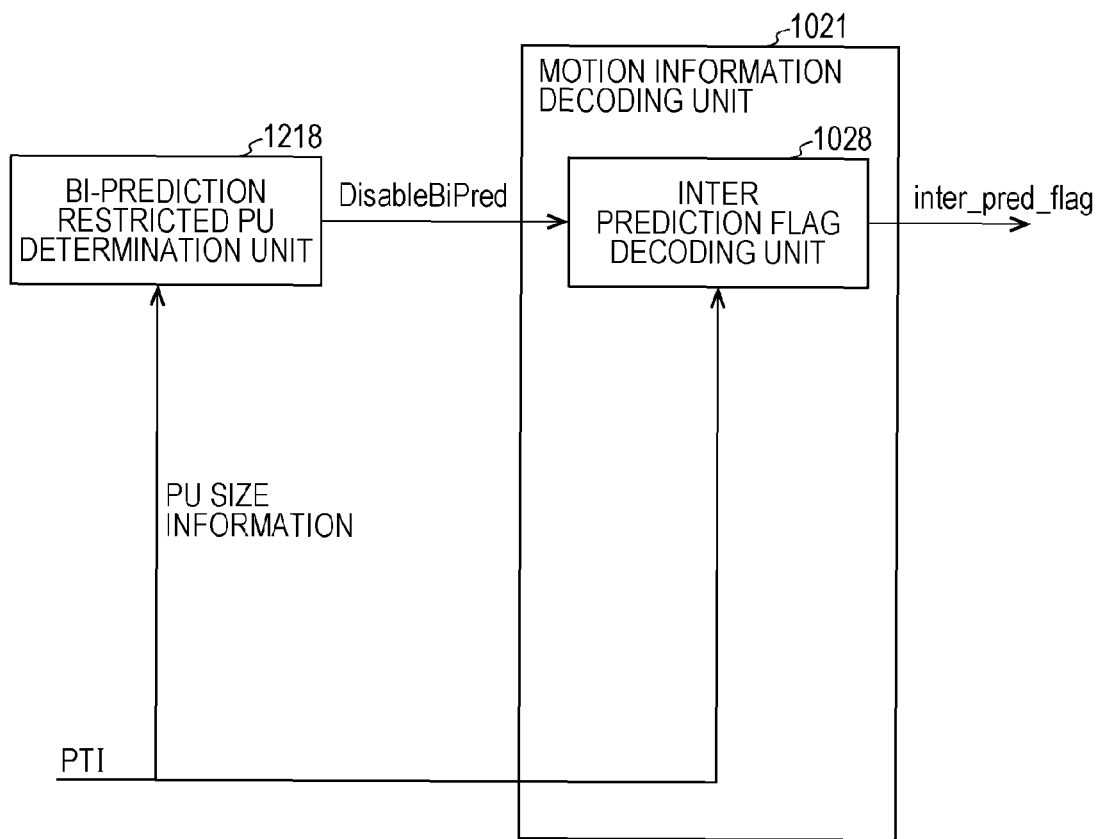 1021
MOTION INFORMATION
DECODING UNIT
1218
1028
BI-PREDICTION
RESTRICTED PU
DETERMINATION UNIT
DisableBiPred
INTER
PREDICTION FLAG
DECODING UNIT
inter_pred_flag
PU SIZE
INFORMATION
PTI